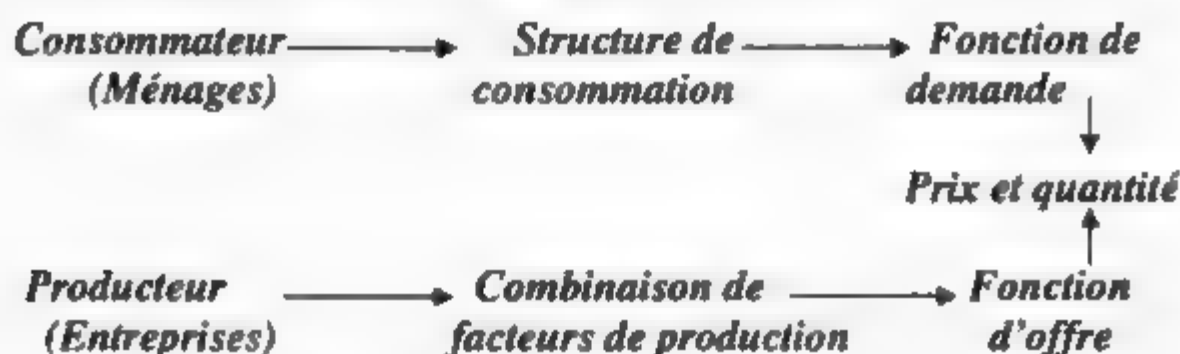 Consommateur Structure de Fonction de
(Ménages) consommation demande
Prix et quantité
Producteur Combinaison de Fonction
(Entreprises) facteurs de production d'offre